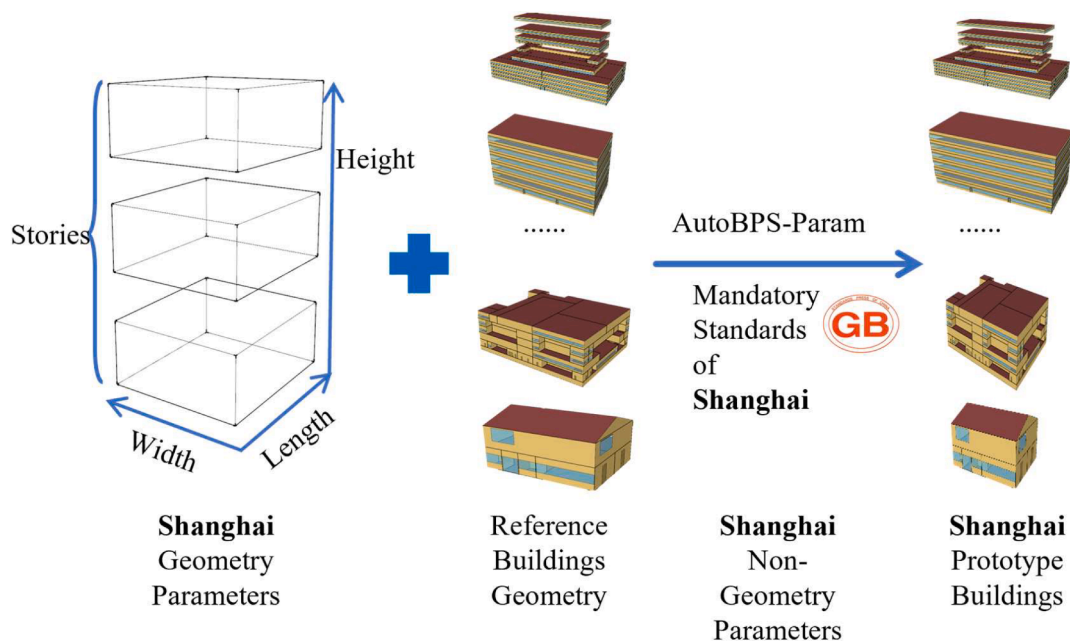 Stories
Height
Width
Length
......
AutoBPS-Param
Mandatory
Standards
of
Shanghai
GB
......
Shanghai
Geometry
Parameters
Reference
Buildings
Geometry
Shanghai
Non-
Geometry
Parameters
Shanghai
Prototype
Buildings